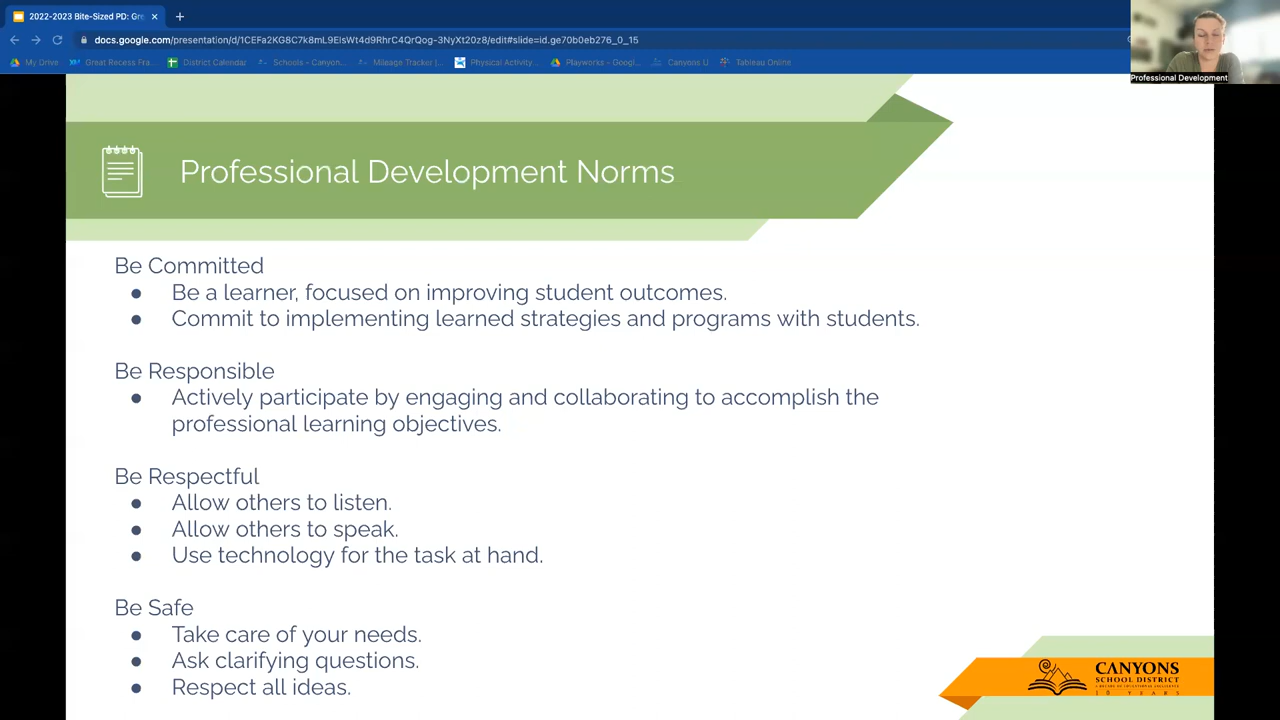 2022-2023 Bite-Sized PD: Gre
docs.google.com/presentation/d/1CEFa2KG8C7k8mL9EIsWt4d9RhrC4QrQog-3NyXt20z8/edit#slide=id.ge70b0eb276_0_15
My Drive Great Recess Fra... District Calendar Schools - Canyon... Mileage Tracker |... Physical Activity... Playworks – Googl... Canyons U Tableau Online
Professional Development
Professional Development Norms
Be Committed
● Be a learner, focused on improving student outcomes.
● Commit to implementing learned strategies and programs with students.
Be Responsible
● Actively participate by engaging and collaborating to accomplish the
professional learning objectives.
Be Respectful
● Allow others to listen.
● Allow others to speak.
● Use technology for the task at hand.
Be Safe
● Take care of your needs.
● Ask clarifying questions.
● Respect all ideas.
CANYONS
SCHOOL DISTRICT
10 YEARS